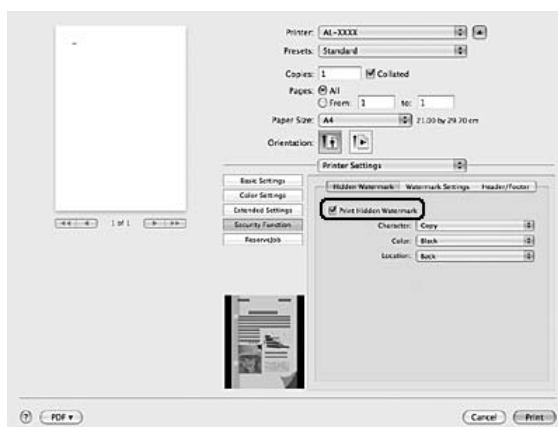 Printer: AL-XXXX
Presets: Standard
Copies: 1 Collated
Pages: All
From: 1 to: 1
Paper Size: A4 21.00 by 29.70 cm
Orientation:
Printer Settings
Basic Settings
Color Settings
Extended Settings
Security Function
ReserveJob
Hidden Watermark Watermark Settings Header/Footer
Print Hidden Watermark
Character: Copy
Color: Black
Location: Back
1 of 1
? PDF Cancel Print